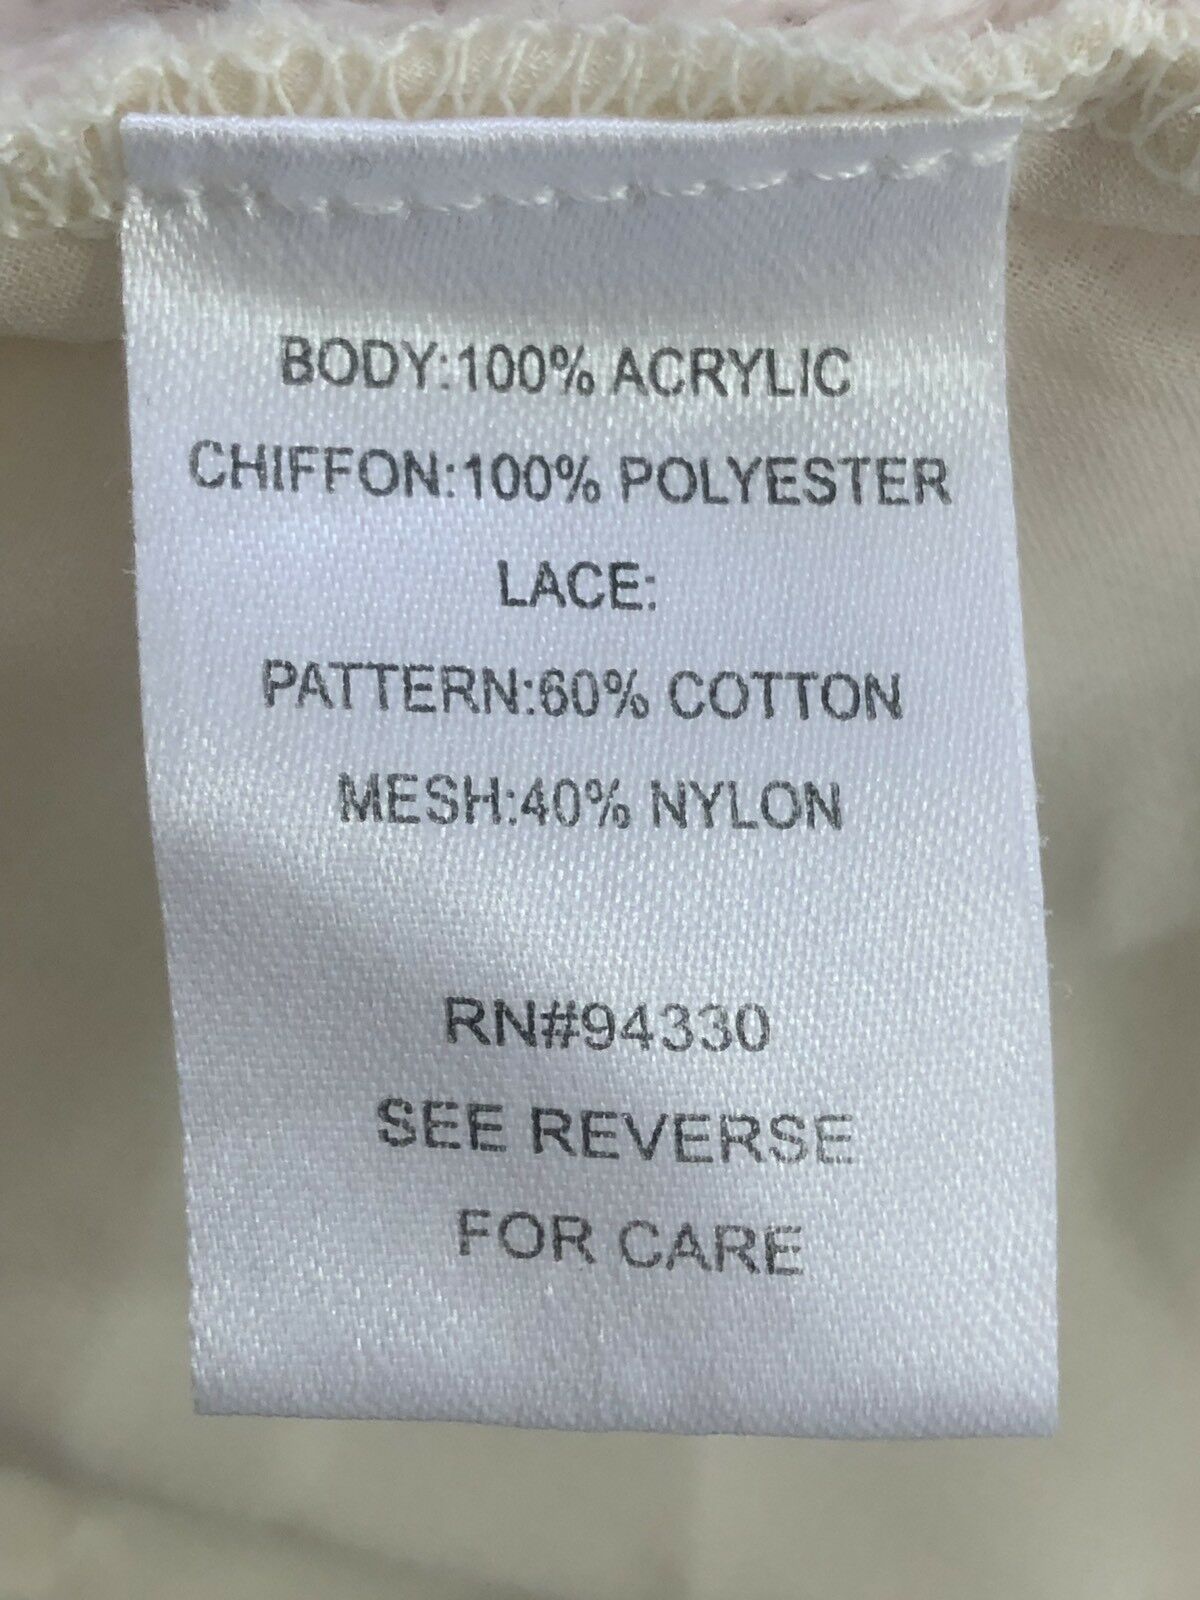 BODY:100% ACRYLIC
CHIFFON:100% POLYESTER
LACE:
PATTERN:60% COTTON
MESH:40% NYLON
RN#94330
SEE REVERSE
FOR CARE